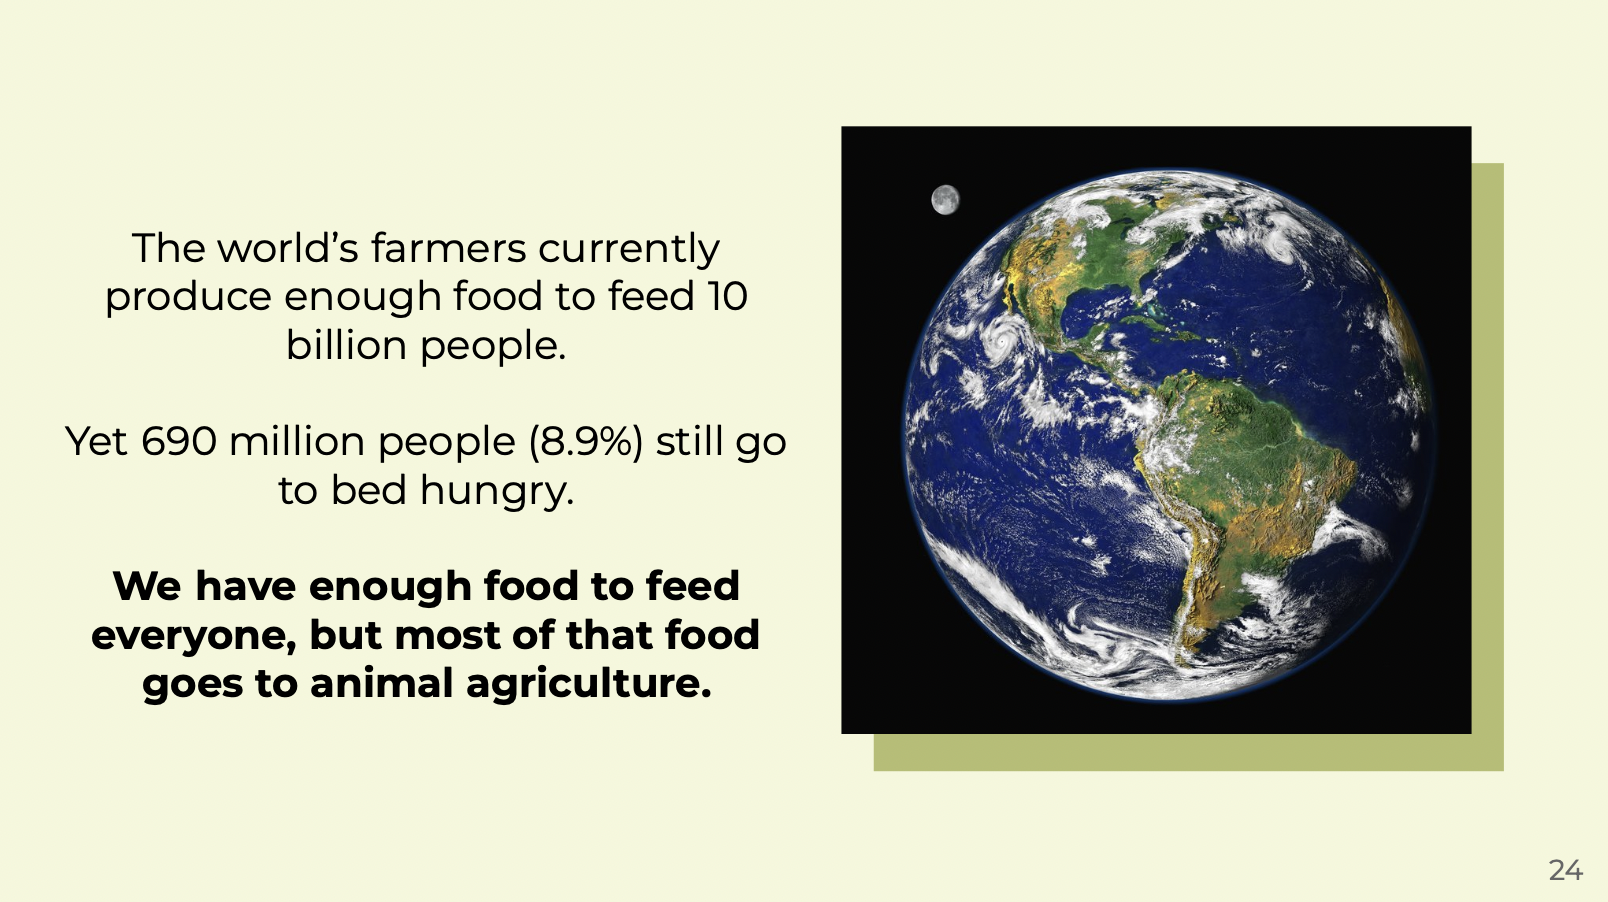 The world’s farmers currently
produce enough food to feed 10
billion people.
Yet 690 million people (8.9%) still go
to bed hungry.
We have enough food to feed
everyone, but most of that food
goes to animal agriculture.
24